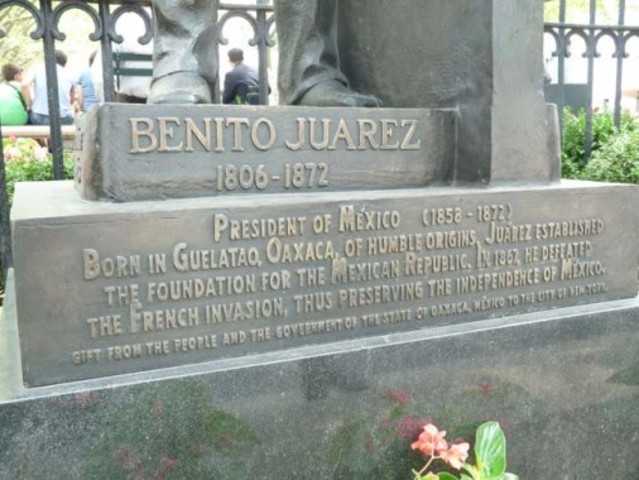 BENITO JUAREZ
1806-1872
PRESIDENT OF MÉXICO (1858 - 1872)
BORN IN GUELATAO, OAXACA, OF HUMBLE ORIGINS, JUÁREZ ESTABLISHED
THE FOUNDATION FOR THE MEXICAN REPUBLIC. IN 1867, HE DEFEATED
THE FRENCH INVASION, THUS PRESERVING THE INDEPENDENCE OF MÉXICO.
GIFT FROM THE PEOPLE AND THE GOVERNMENT OF THE STATE OF OAXACA, MÉXICO TO THE CITY OF NEW YORK.